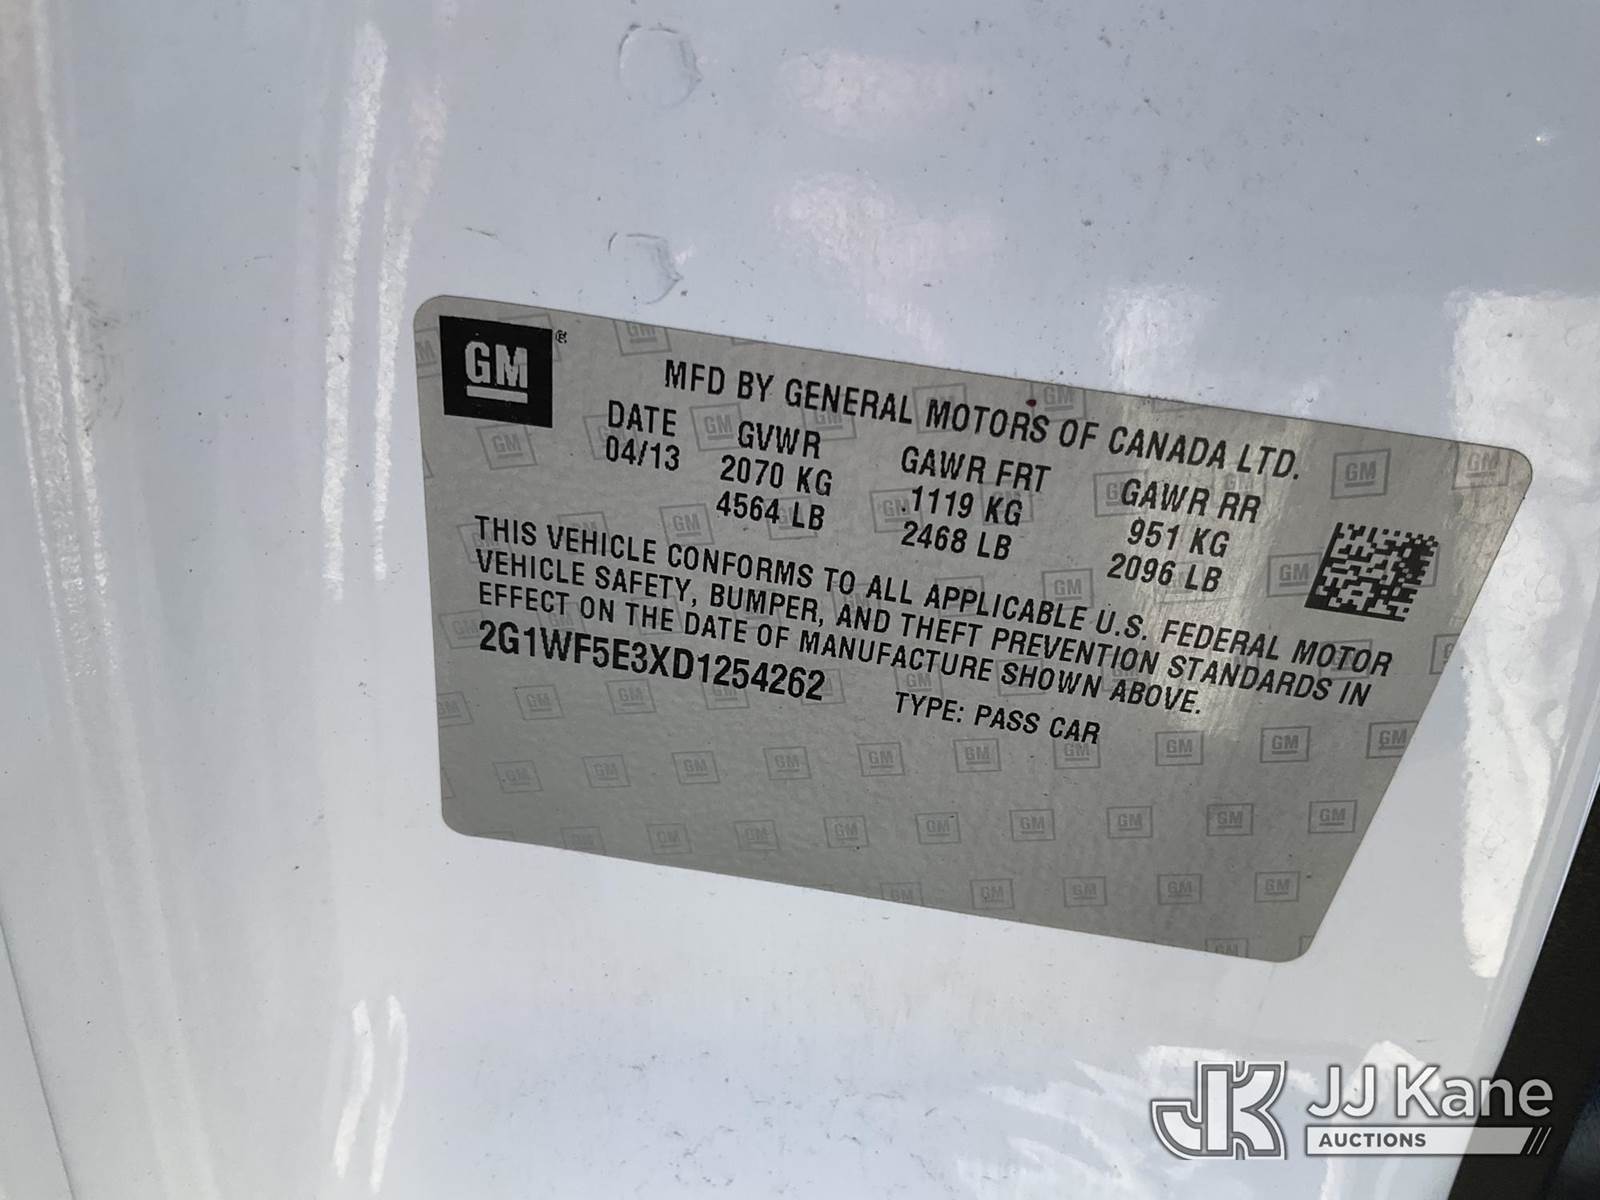 GM®
MFD BY GENERAL MOTORS OF CANADA LTD.
DATE GVWR GAWR FRT GAWR RR
04/13 2070 KG 1119 KG 951 KG
4564 LB 2468 LB 2096 LB
THIS VEHICLE CONFORMS TO ALL APPLICABLE U.S. FEDERAL MOTOR
VEHICLE SAFETY, BUMPER, AND THEFT PREVENTION STANDARDS IN
EFFECT ON THE DATE OF MANUFACTURE SHOWN ABOVE.
2G1WF5E3XD1254262 TYPE: PASS CAR
JK JJ Kane
AUCTIONS